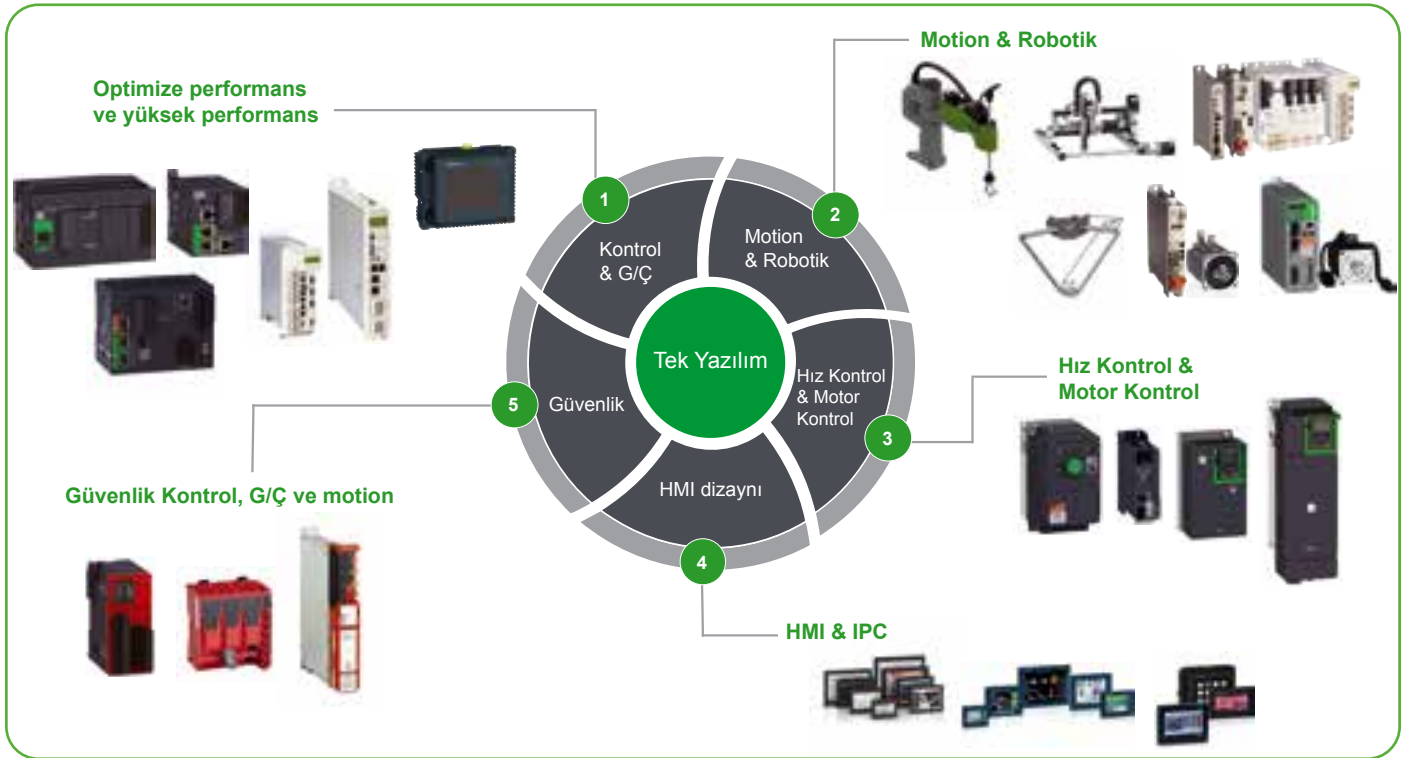 Optimize performans
ve yüksek performans
Motion & Robotik
1
Kontrol
& G/Ç
2
Motion
& Robotik
Tek Yazılım
Hız Kontrol
& Motor
Kontrol
3
Hız Kontrol &
Motor Kontrol
5
Güvenlik
Güvenlik Kontrol, G/Ç ve motion
HMI dizaynı
4
HMI & IPC